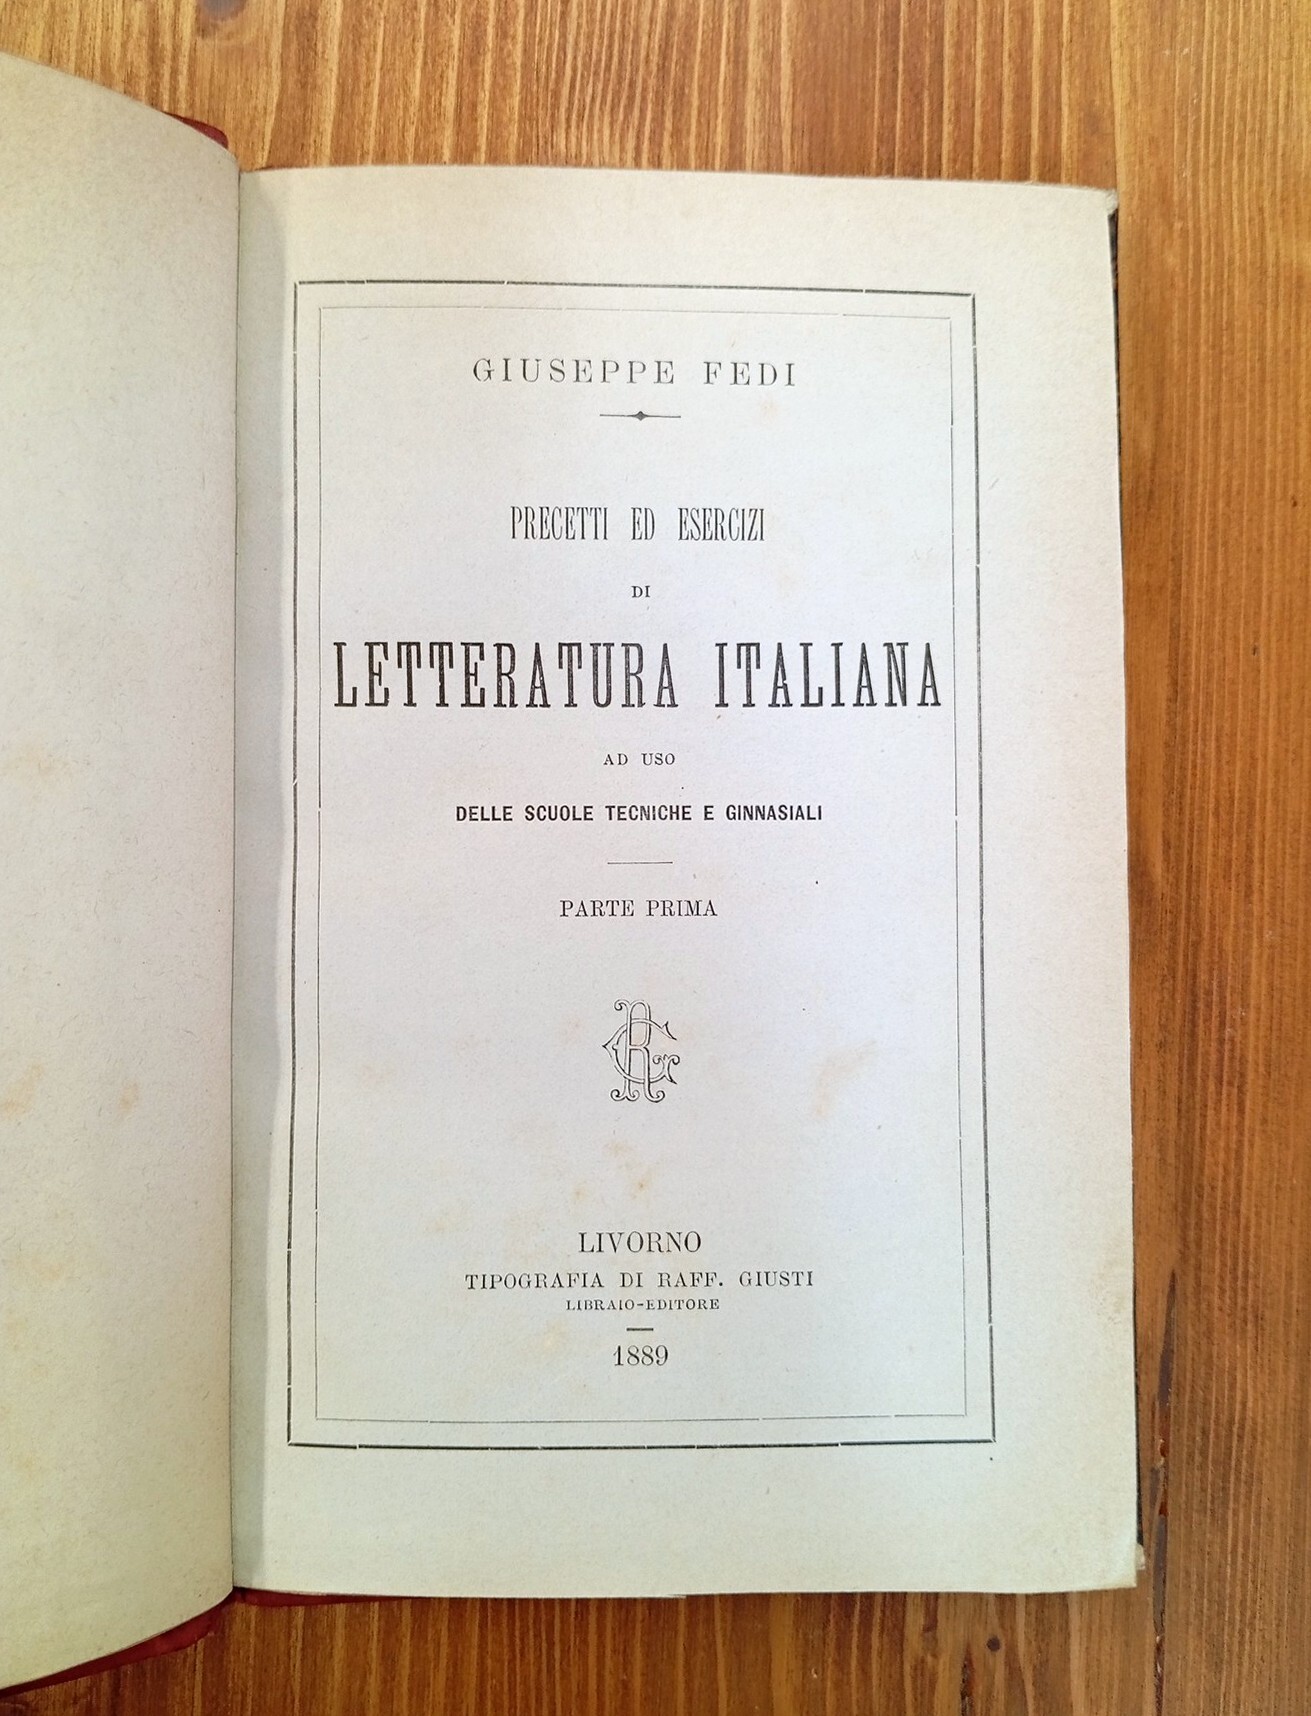 GIUSEPPE FEDI
PRECETTI ED ESERCIZI
DI
LETTERATURA ITALIANA
AD USO
DELLE SCUOLE TECNICHE E GINNASIALI
PARTE PRIMA
RG
LIVORNO
TIPOGRAFIA DI RAFF. GIUSTI
LIBRAIO-EDITORE
1889